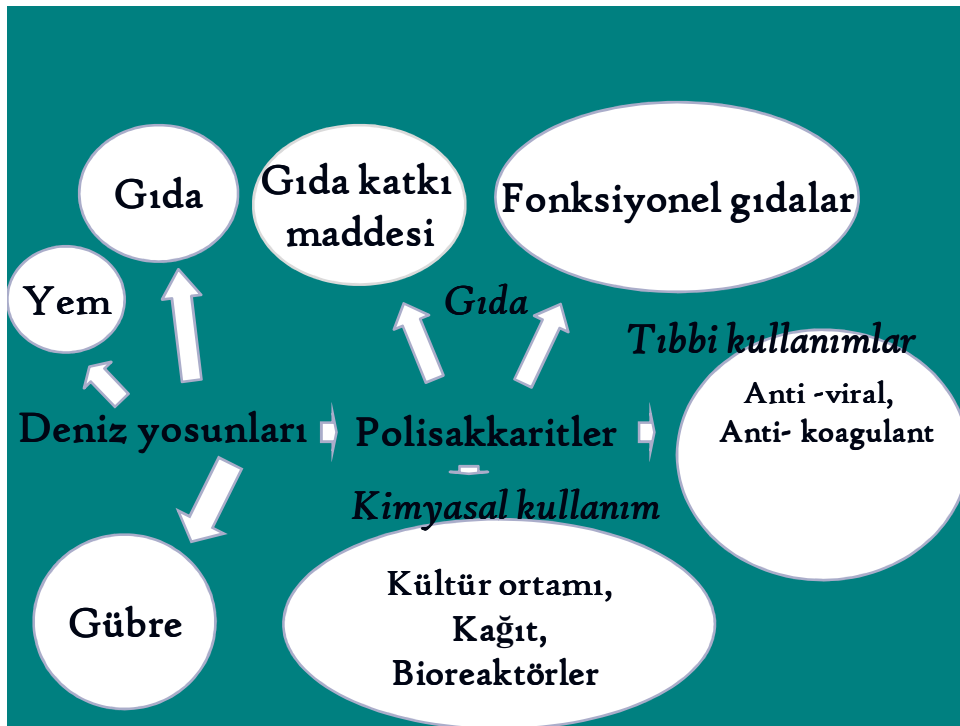 Gıda
Gıda katkı
maddesi
Fonksiyonel gıdalar
Yem
Gıda
Tıbbi kullanımlar
Anti -viral,
Anti- koagulant
Deniz yosunları
Polisakkaritler
Kimyasal kullanım
Gübre
Kültür ortamı,
Kağıt,
Bioreaktörler